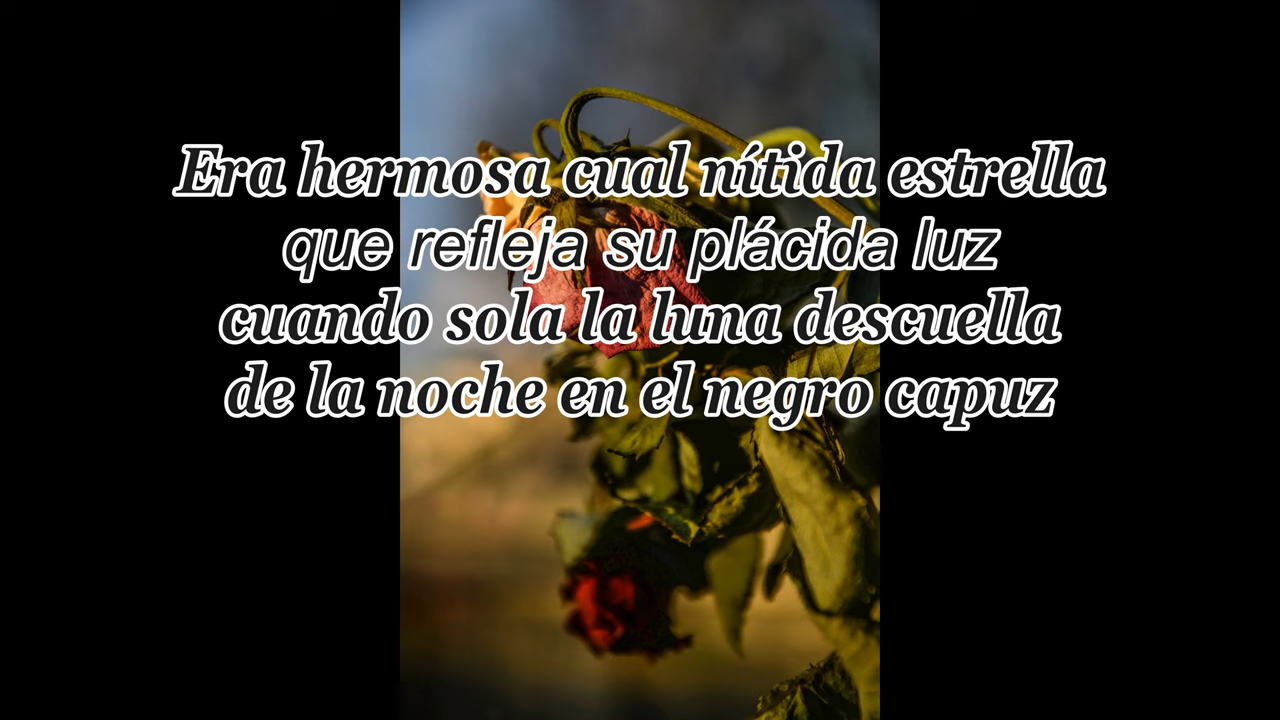 Era hermosa cual nítida estrella
que refleja su plácida luz
cuando sola la luna descuella
de la noche en el negro capuz